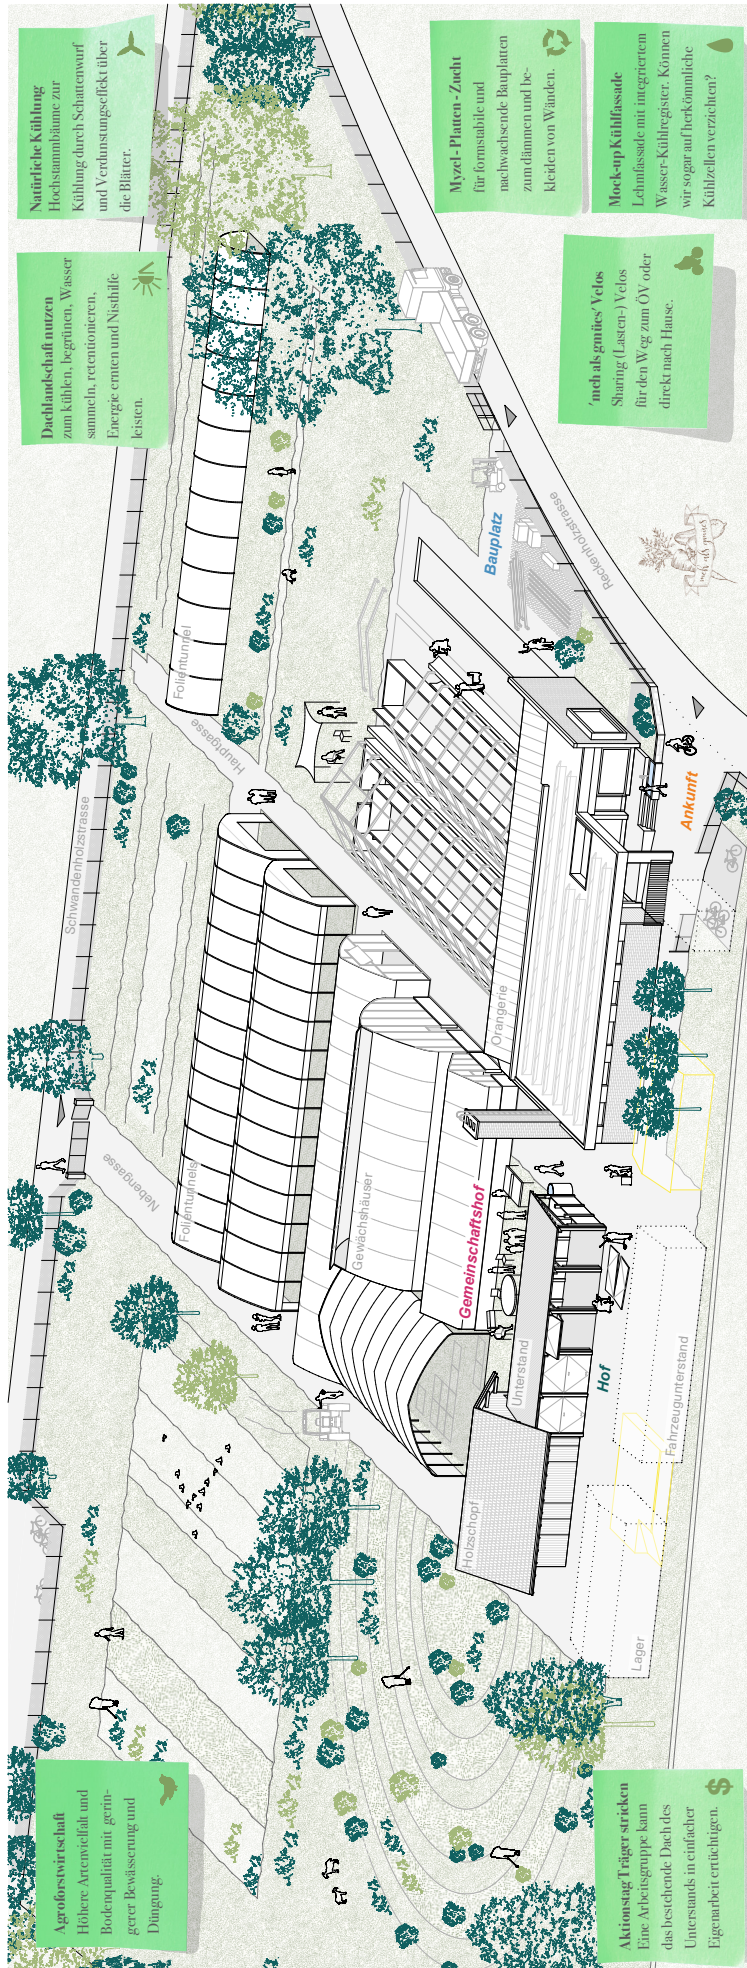 Agroforstwirtschaft
Höhere Artenvielfalt und
Bodenqualität mit gerin-
gerer Bewässerung und
Düngung.
Dachlandschaft nutzen
zum kühlen, begrünen, Wasser
sammeln, retentionieren,
Energie ernten und Nisthilfe
leisten.
Natürliche Kühlung
Hochstammbäume zur
Kühlung durch Schattenwurf
und Verdunstungseffekt über
die Blätter.
Schwandenholzstrasse
Nebengasse
Folientunnels
Hauptgasse
Folientunnel
Gewächshäuser
Gemeinschaftshof
Orangerie
Bauplatz
Reckenholzstrasse
Holzschopf
Unterstand
Hof
Ankunft
Lager
Fahrzeugunterstand
mehr als gmües
Myzel-Platten-Zucht
für formstabile und
nachwachsende Bauplatten
zum dämmen und be-
kleiden von Wänden.
'meh als gmües' Velos
Sharing (Lasten-) Velos
für den Weg zum ÖV oder
direkt nach Hause.
Mock-up Kühlfassade
Lehmfassade mit integriertem
Wasser-Kühlregister. Können
wir sogar auf herkömmliche
Kühlzellen verzichten?
Aktionstag Träger stricken
Eine Arbeitsgruppe kann
das bestehende Dach des
Unterstands in einfacher
Eigenarbeit ertüchtigen.
$